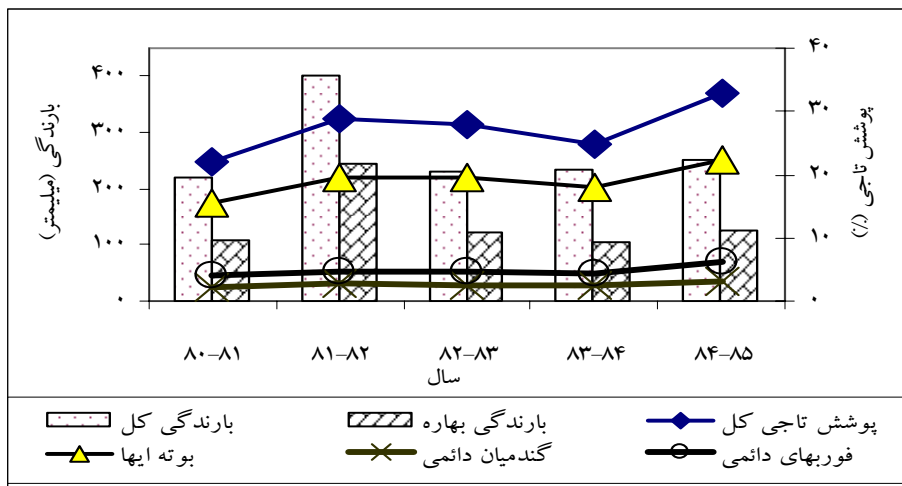 بارندگی (میلیمتر)
۴۰۰
۳۰۰
۲۰۰
۱۰۰
۰
پوشش تاجی (٪)
۴۰
۳۰
۲۰
۱۰
۰
۸۰–۸۱ ۸۱–۸۲ ۸۲–۸۳ ۸۳–۸۴ ۸۴–۸۵
سال
بارندگی کل بارندگی بهاره پوشش تاجی کل
بوته ایها گندمیان دائمی فوربهای دائمی